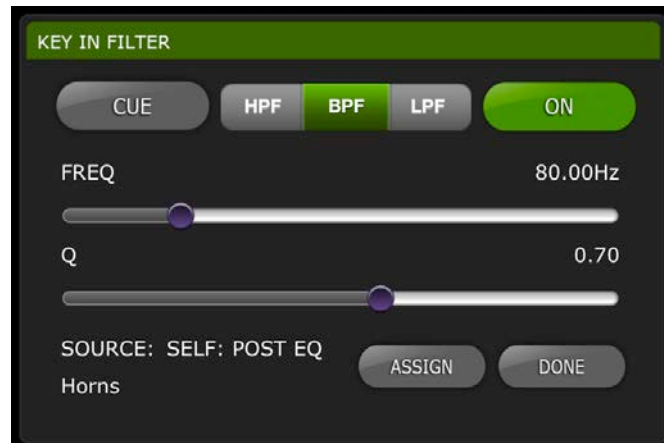 KEY IN FILTER
CUE HPF BPF LPF ON
FREQ 80.00Hz
Q 0.70
SOURCE: SELF: POST EQ
Horns
ASSIGN DONE